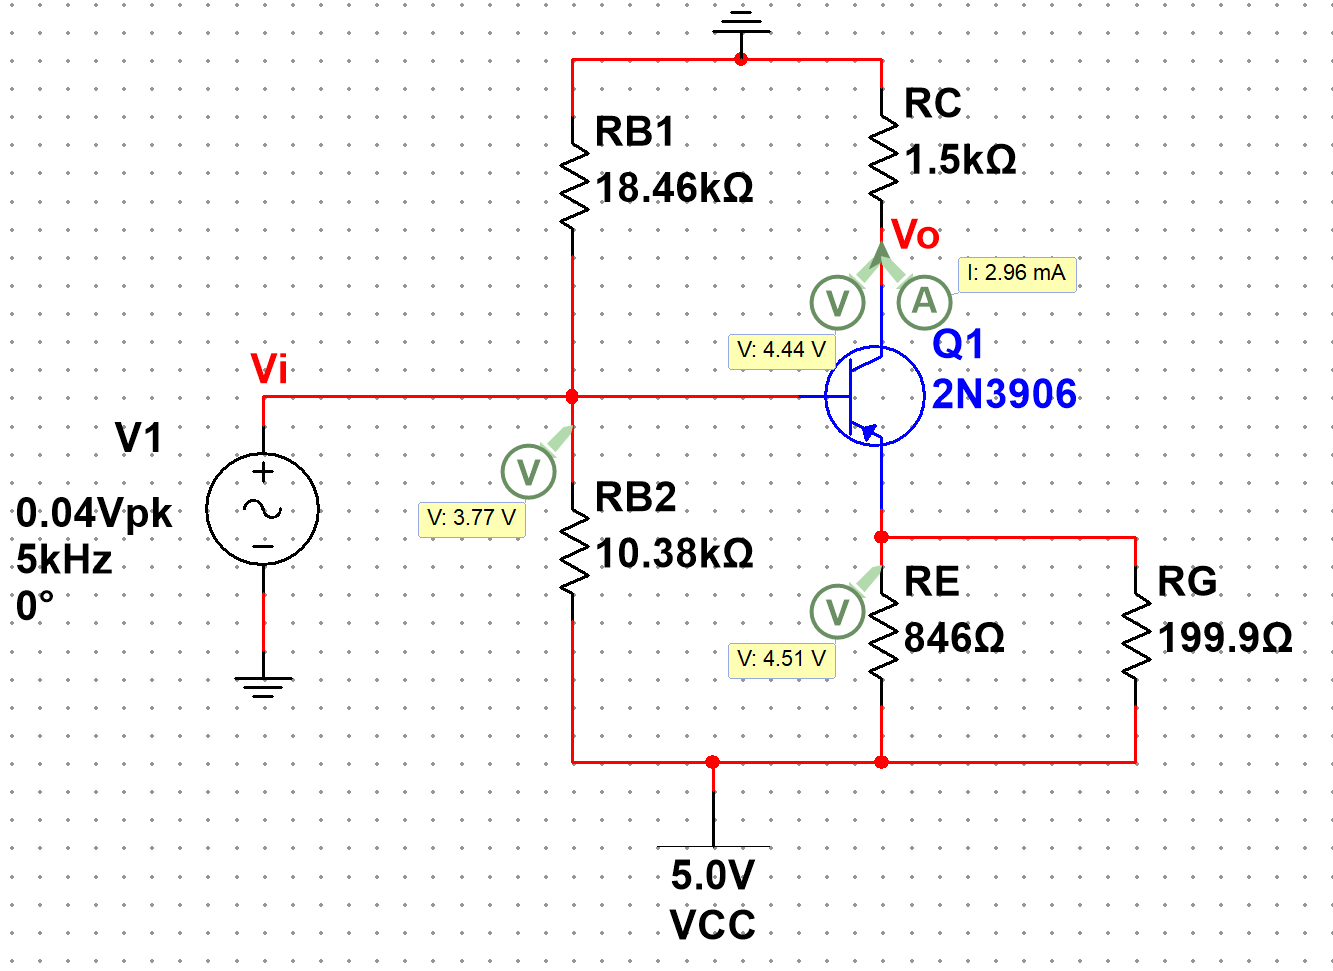 RB1
18.46kΩ
RC
1.5kΩ
Vo
V
A
I: 2.96 mA
V: 4.44 V
Q1
2N3906
Vi
V1
+
0.04Vpk
5kHz
0°
V
V: 3.77 V
RB2
10.38kΩ
V
V: 4.51 V
RE
846Ω
RG
199.9Ω
5.0V
VCC